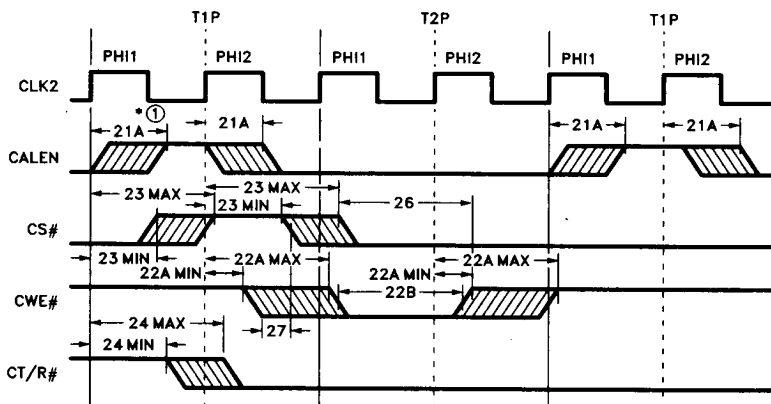 T1P T2P T1P
PHI1 PHI2 PHI1 PHI2 PHI1 PHI2
CLK2
*①
21A 21A 21A 21A
CALEN
23 MAX 23 MAX
23 MIN 26
CS#
23 MIN 22A MAX 22A MAX
22A MIN 22A MIN
22B
CWE#
24 MAX 27
24 MIN
CT/R#